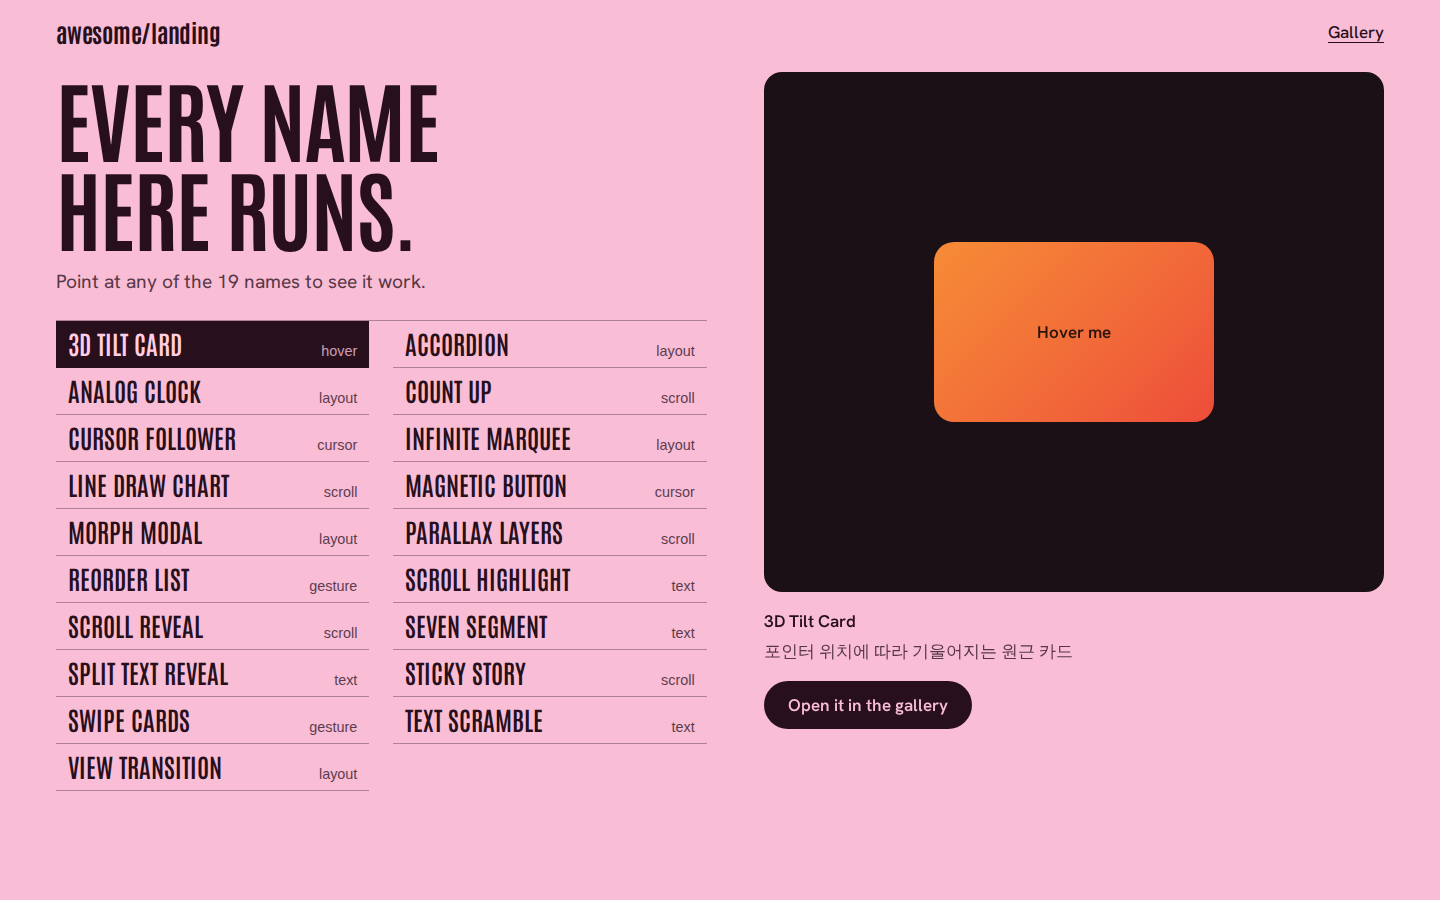 awesome/landing
Gallery
EVERY NAME
HERE RUNS.
Point at any of the 19 names to see it work.
3D TILT CARD hover
ACCORDION layout
ANALOG CLOCK layout
COUNT UP scroll
CURSOR FOLLOWER cursor
INFINITE MARQUEE layout
LINE DRAW CHART scroll
MAGNETIC BUTTON cursor
MORPH MODAL layout
PARALLAX LAYERS scroll
REORDER LIST gesture
SCROLL HIGHLIGHT text
SCROLL REVEAL scroll
SEVEN SEGMENT text
SPLIT TEXT REVEAL text
STICKY STORY scroll
SWIPE CARDS gesture
TEXT SCRAMBLE text
VIEW TRANSITION layout
Hover me
3D Tilt Card
포인터 위치에 따라 기울어지는 원근 카드
Open it in the gallery